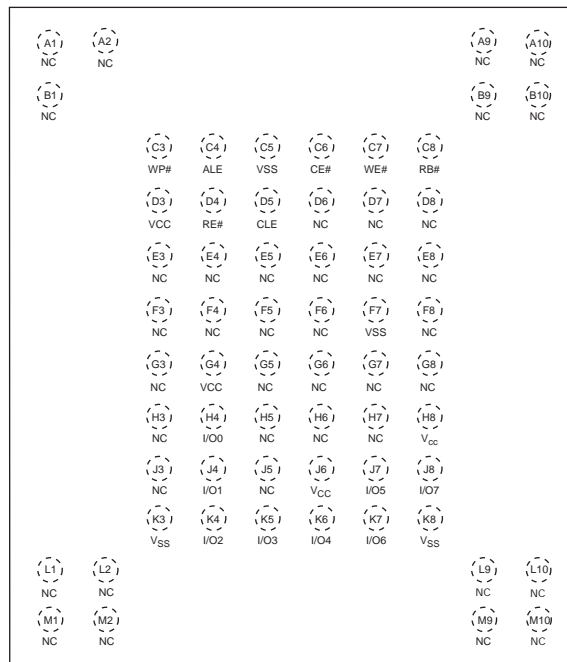 A1 A2 A9 A10
NC NC NC NC
B1 B9 B10
NC NC NC
C3 C4 C5 C6 C7 C8
WP# ALE VSS CE# WE# RB#
D3 D4 D5 D6 D7 D8
VCC RE# CLE NC NC NC
E3 E4 E5 E6 E7 E8
NC NC NC NC NC NC
F3 F4 F5 F6 F7 F8
NC NC NC NC VSS NC
G3 G4 G5 G6 G7 G8
NC VCC NC NC NC NC
H3 H4 H5 H6 H7 H8
NC I/O0 NC NC NC Vcc
J3 J4 J5 J6 J7 J8
NC I/O1 NC VCC I/O5 I/O7
K3 K4 K5 K6 K7 K8
VSS I/O2 I/O3 I/O4 I/O6 VSS
L1 L2 L9 L10
NC NC NC NC
M1 M2 M9 M10
NC NC NC NC